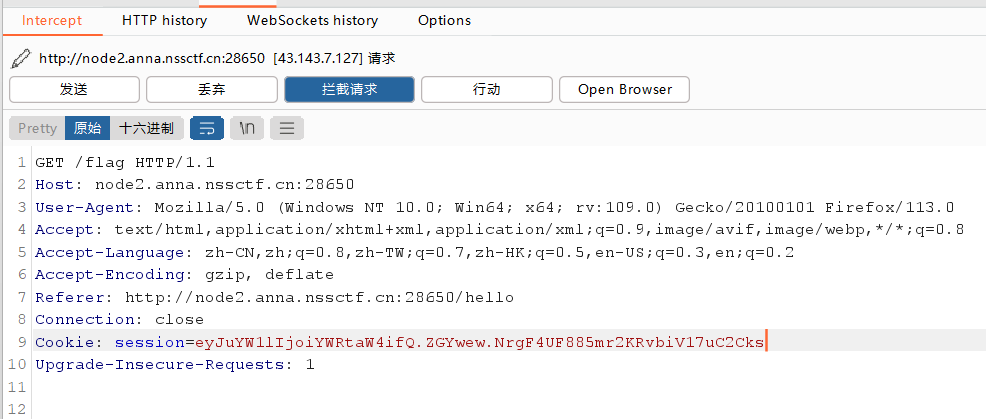 Intercept HTTP history WebSockets history Options
http://node2.anna.nssctf.cn:28650 [43.143.7.127] 请求
发送 丢弃 拦截请求 行动 Open Browser
Pretty 原始 十六进制 \n
1 GET /flag HTTP/1.1
2 Host: node2.anna.nssctf.cn:28650
3 User-Agent: Mozilla/5.0 (Windows NT 10.0; Win64; x64; rv:109.0) Gecko/20100101 Firefox/113.0
4 Accept: text/html,application/xhtml+xml,application/xml;q=0.9,image/avif,image/webp,*/*;q=0.8
5 Accept-Language: zh-CN,zh;q=0.8,zh-TW;q=0.7,zh-HK;q=0.5,en-US;q=0.3,en;q=0.2
6 Accept-Encoding: gzip, deflate
7 Referer: http://node2.anna.nssctf.cn:28650/hello
8 Connection: close
9 Cookie: session=eyJuYW1lIjoiYWRtaW4ifQ.ZGYwew.NrgF4UF885mr2KRvbiV17uC2Cks
10 Upgrade-Insecure-Requests: 1
11
12